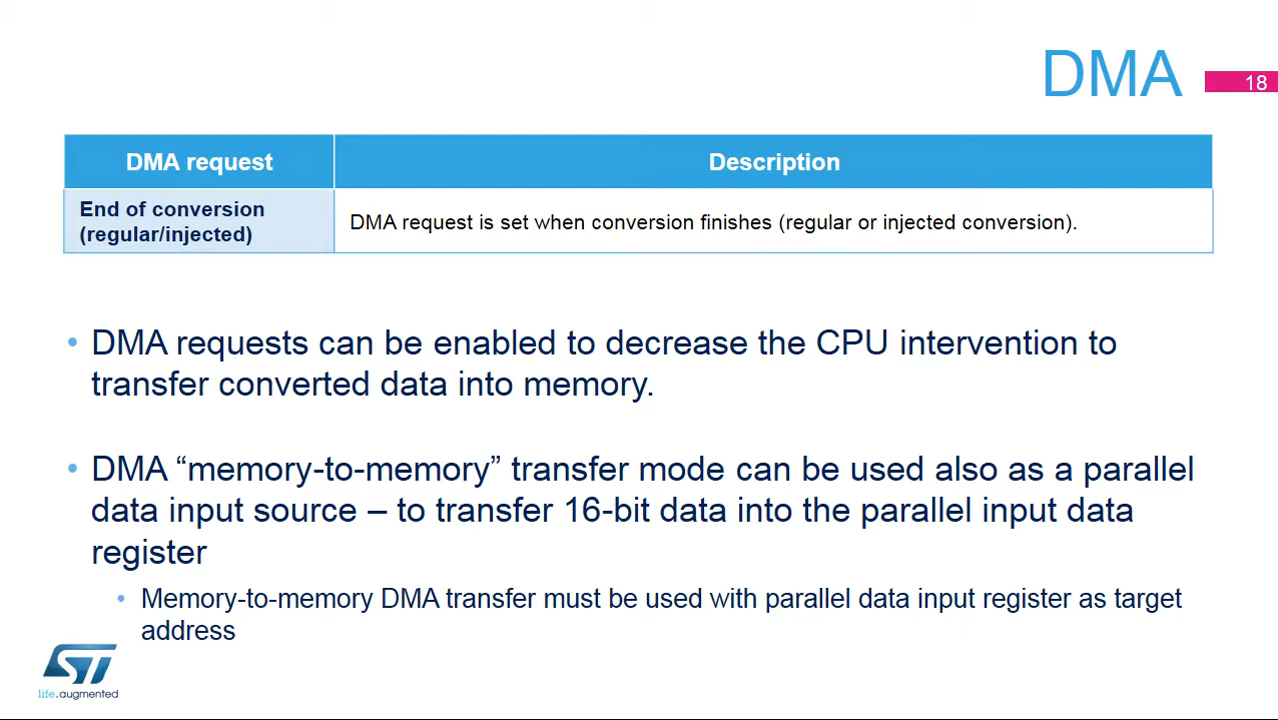 DMA
18
DMA request
Description
End of conversion
(regular/injected)
DMA request is set when conversion finishes (regular or injected conversion).
• DMA requests can be enabled to decrease the CPU intervention to
transfer converted data into memory.
• DMA “memory-to-memory” transfer mode can be used also as a parallel
data input source – to transfer 16-bit data into the parallel input data
register
• Memory-to-memory DMA transfer must be used with parallel data input register as target
address
ST
life.augmented